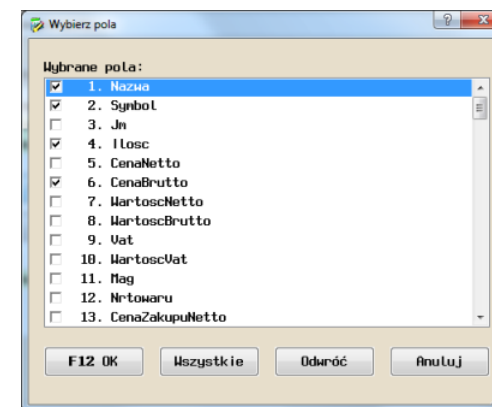 Wybierz pola
Wybrane pola:
1. Nazwa
2. Symbol
3. Jm
4. Ilosc
5. CenaNetto
6. CenaBrutto
7. WartoscNetto
8. WartoscBrutto
9. Vat
10. WartoscVat
11. Mag
12. Nrtowaru
13. CenaZakupuNetto
F12 OK Wszystkie Odwróć Anuluj